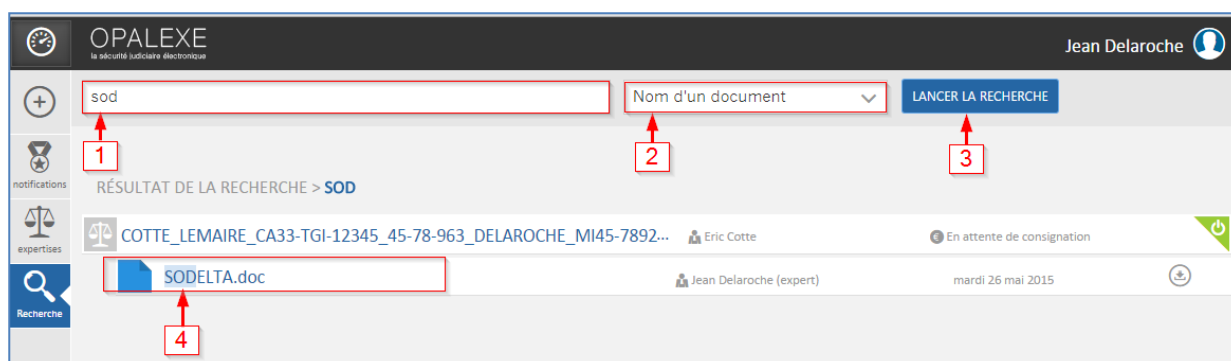 OPALEXE
la sécurité judiciaire électronique
Jean Delaroche
sod
Nom d'un document
LANCER LA RECHERCHE
1
2
3
notifications
RÉSULTAT DE LA RECHERCHE > SOD
expertises
COTTE_LEMAIRE_CA33-TGI-12345_45-78-963_DELAROCHE_MI45-7892... Eric Cotte En attente de consignation
SODELTA.doc Jean Delaroche (expert) mardi 26 mai 2015
Recherche
4